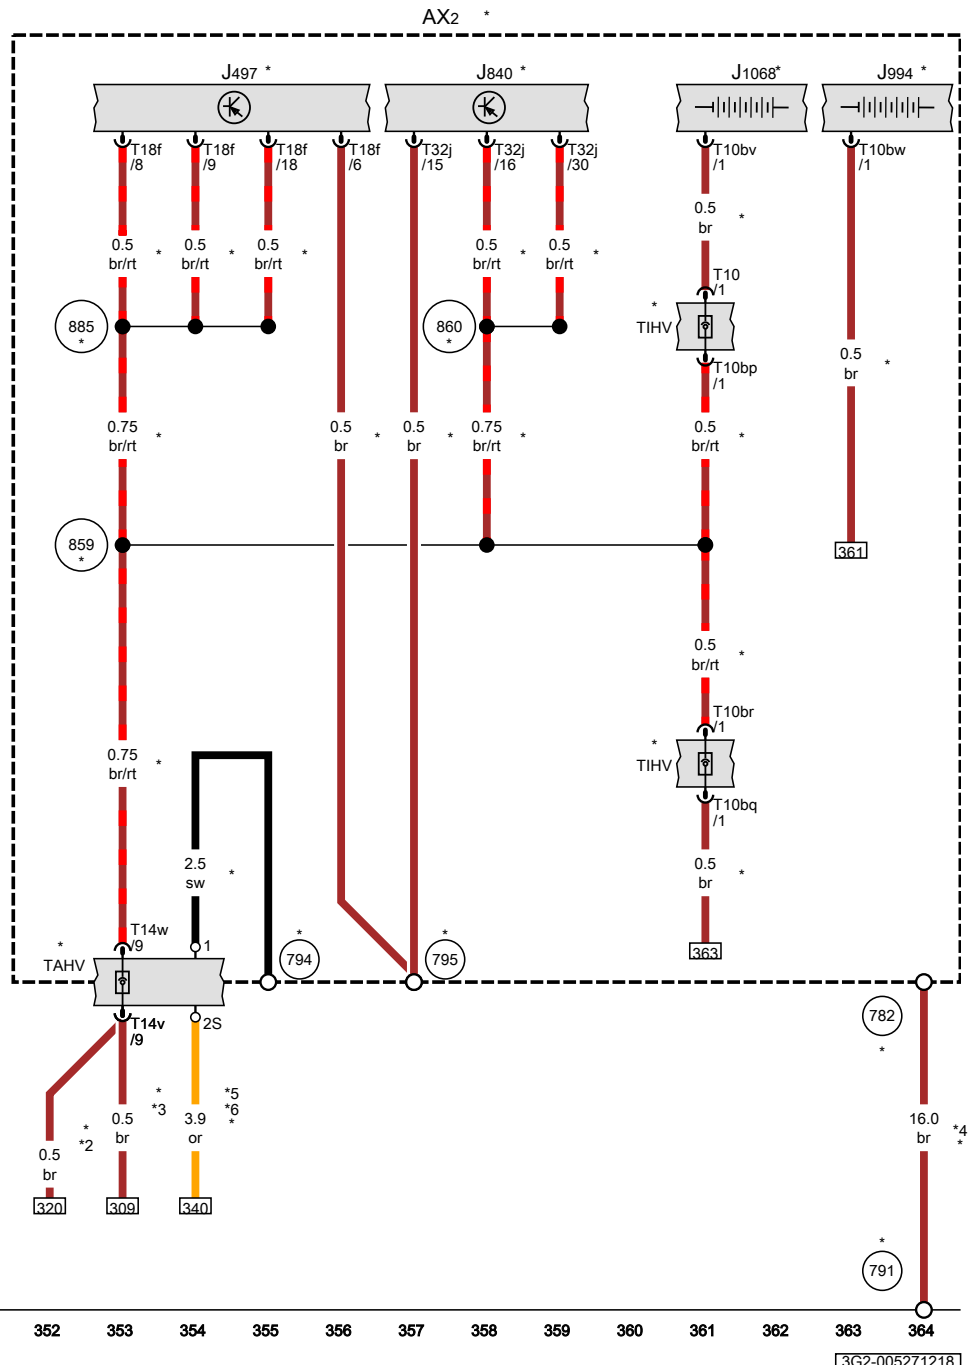 AX2 *
J497 * J840 * J1068* J994 *
T18f T18f T18f T18f T32j T32j T32j T10bv T10bw
/8 /9 /18 /6 /15 /16 /30 /1 /1
0.5 *
br
0.5 * 0.5 * 0.5 * 0.5 * 0.5 *
br/rt br/rt br/rt br/rt br/rt
T10
/1
*
885 860 TIHV
* *
0.5 *
br
T10bp
/1
0.75 * 0.5 * 0.5 * 0.75 * 0.5 *
br/rt br br br/rt br/rt
859
*
361
0.5 *
br/rt
T10br
/1
*
TIHV
0.75 *
br/rt
T10bq
/1
2.5 *
sw
0.5 *
br
T14w
/9
1
*
TAHV
*
794
*
795
363
T14v
/9
2S
782
*
*
*3
*5
*6
*
0.5
br
3.9
or
16.0
br
*4
*
*
*2
0.5
br
320 309 340
*
791
352 353 354 355 356 357 358 359 360 361 362 363 364
3G2-005271218